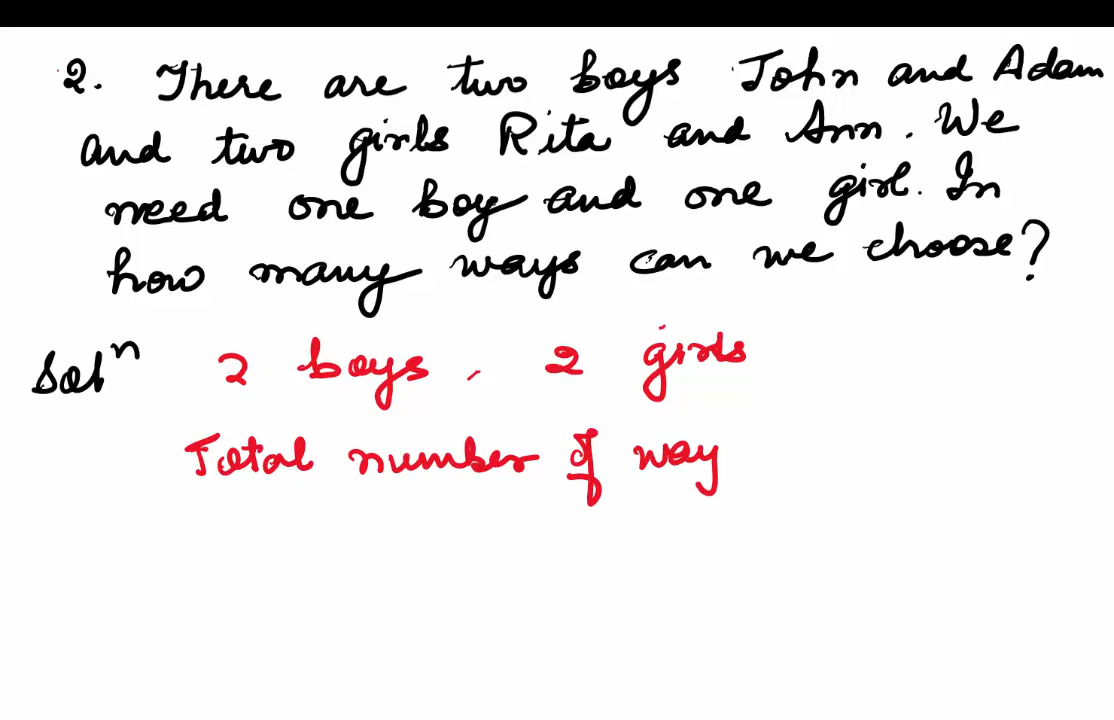 2. There are two boys John and Adam
and two girls Rita and Ann. We
need one boy and one girl. In
how many ways can we choose?
Solⁿ 2 boys, 2 girls
Total number of way